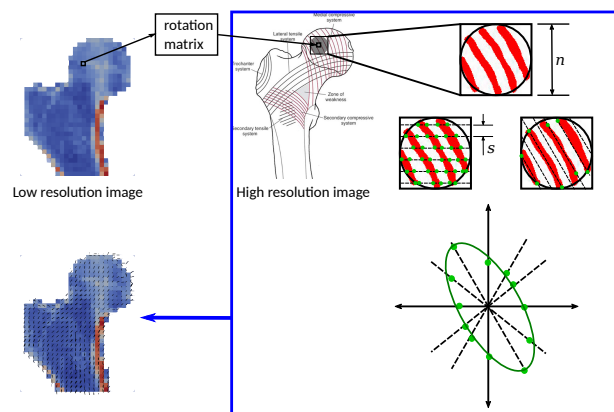 rotation
matrix
Medial compressive
system
Lateral tensile
system
Trochanter
system
Zone of
weakness
Secondary compressive
system
Secondary tensile
system
n
s
Low resolution image
High resolution image